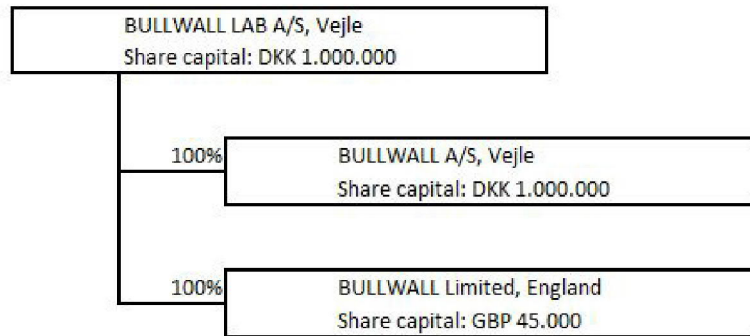 BULLWALL LAB A/S, Vejle
Share capital: DKK 1.000.000
100%
BULLWALL A/S, Vejle
Share capital: DKK 1.000.000
100%
BULLWALL Limited, England
Share capital: GBP 45.000